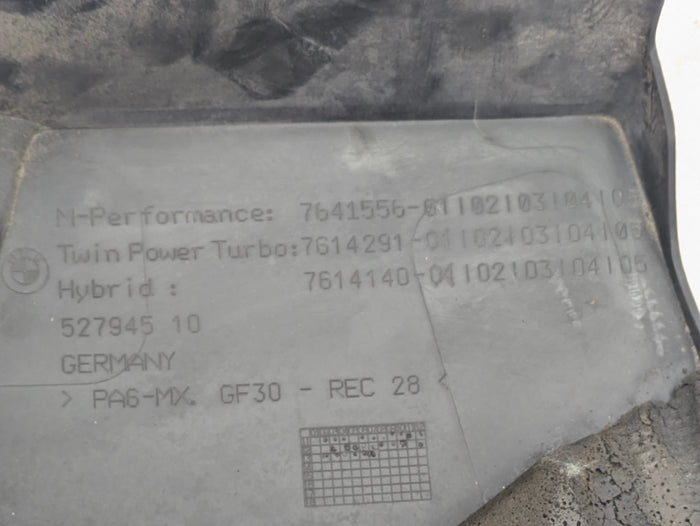 M-Performance: 7641556-01|02|03|04|05
Twin Power Turbo: 7614291-01|02|03|04|05
Hybrid : 7614140-01|02|03|04|05
527945 10
GERMANY
> PA6-MX. GF30 - REC 28 <